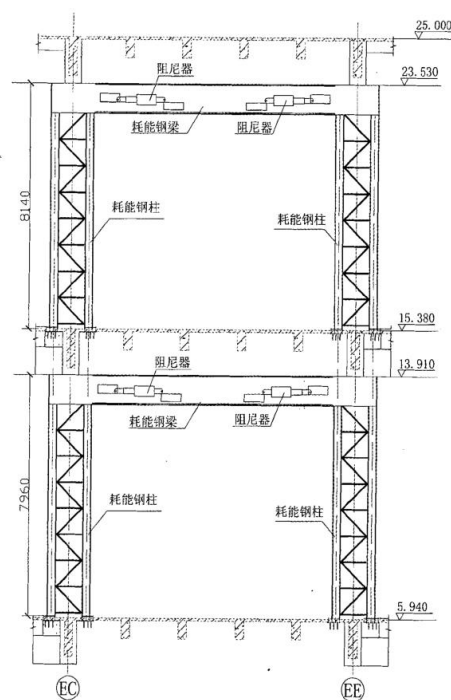 25.000
23.530
阻尼器
耗能钢梁
阻尼器
8140
耗能钢柱
耗能钢柱
15.380
13.910
阻尼器
耗能钢梁
阻尼器
7960
耗能钢柱
耗能钢柱
5.940
EC
EE